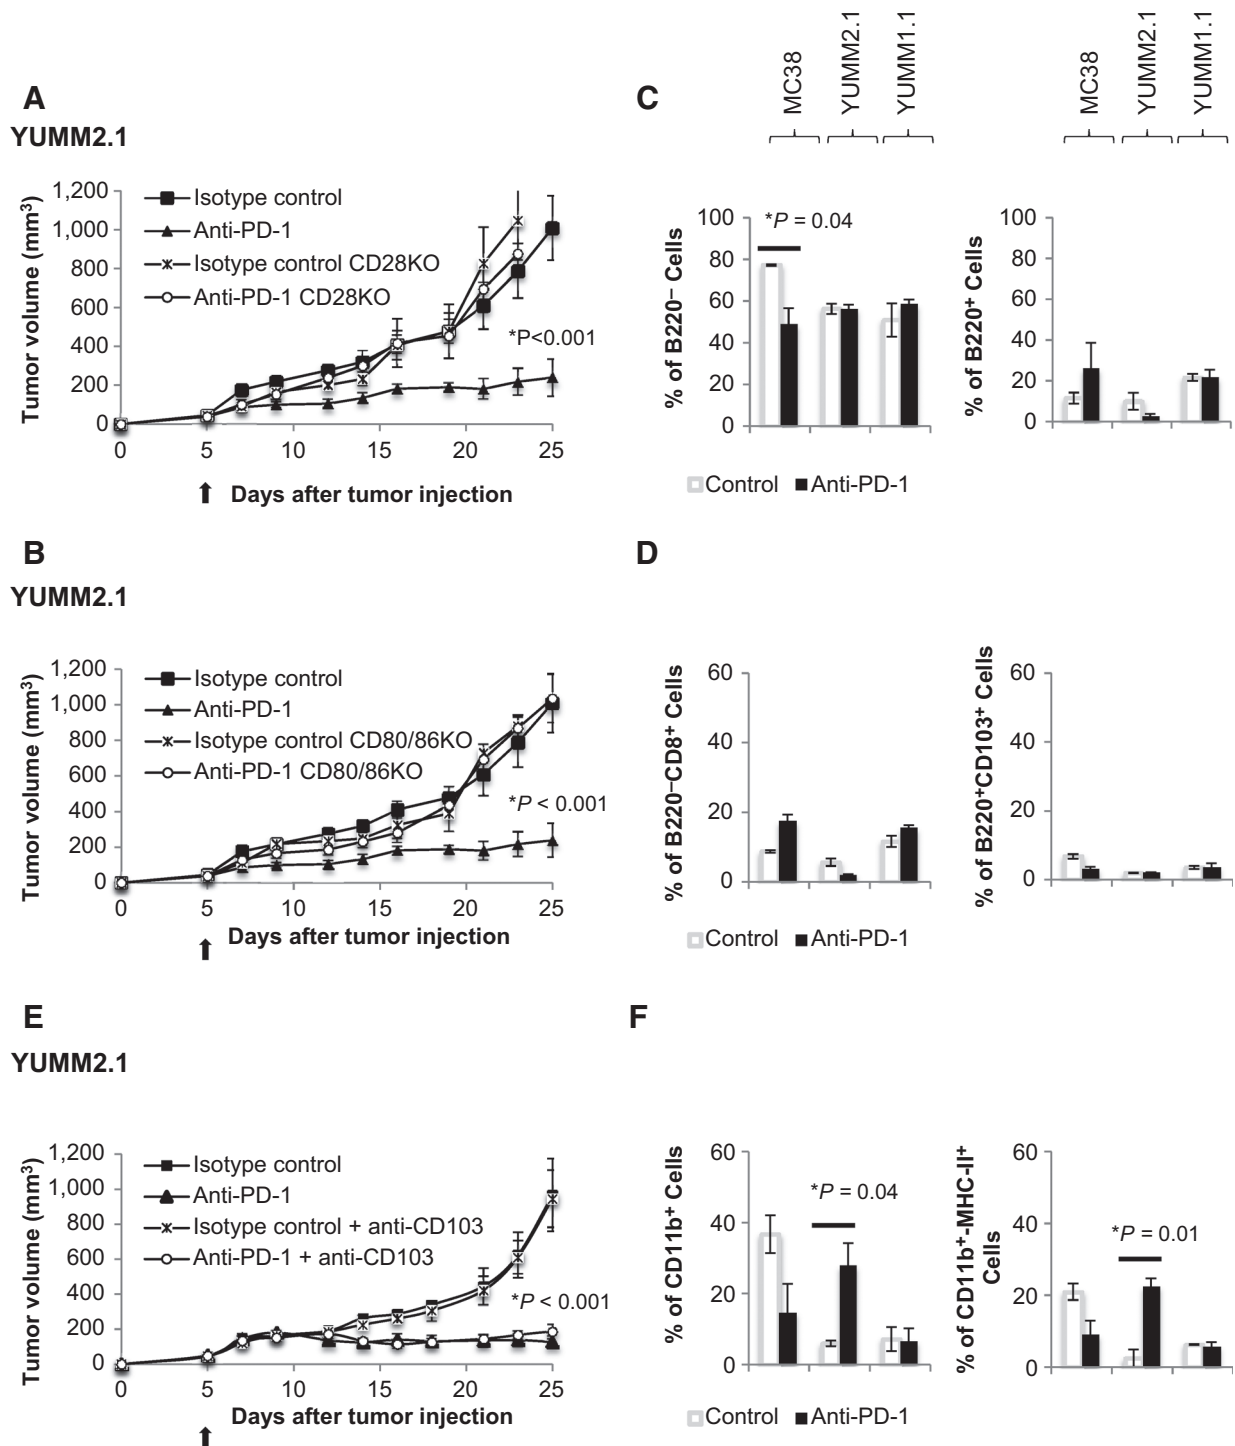 A
YUMM2.1
Tumor volume (mm³)
1,200
1,000
800
600
400
200
0
Isotype control
Anti-PD-1
Isotype control CD28KO
Anti-PD-1 CD28KO
*P<0.001
0 5 10 15 20 25
Days after tumor injection
C
MC38
YUMM2.1
YUMM1.1
MC38
YUMM2.1
YUMM1.1
% of B220⁻ Cells
100
80
60
40
20
0
*P = 0.04
% of B220⁺ Cells
100
80
60
40
20
0
Control Anti-PD-1
B
YUMM2.1
Tumor volume (mm³)
1,200
1,000
800
600
400
200
0
Isotype control
Anti-PD-1
Isotype control CD80/86KO
Anti-PD-1 CD80/86KO
*P < 0.001
0 5 10 15 20 25
Days after tumor injection
D
% of B220⁻CD8⁺ Cells
60
40
20
0
% of B220⁺CD103⁺ Cells
60
40
20
0
Control Anti-PD-1
E
YUMM2.1
Tumor volume (mm³)
1,200
1,000
800
600
400
200
0
Isotype control
Anti-PD-1
Isotype control + anti-CD103
Anti-PD-1 + anti-CD103
*P < 0.001
0 5 10 15 20 25
Days after tumor injection
F
% of CD11b⁺ Cells
60
40
20
0
*P = 0.04
% of CD11b⁺-MHC-II⁺
Cells
60
40
20
0
*P = 0.01
Control Anti-PD-1